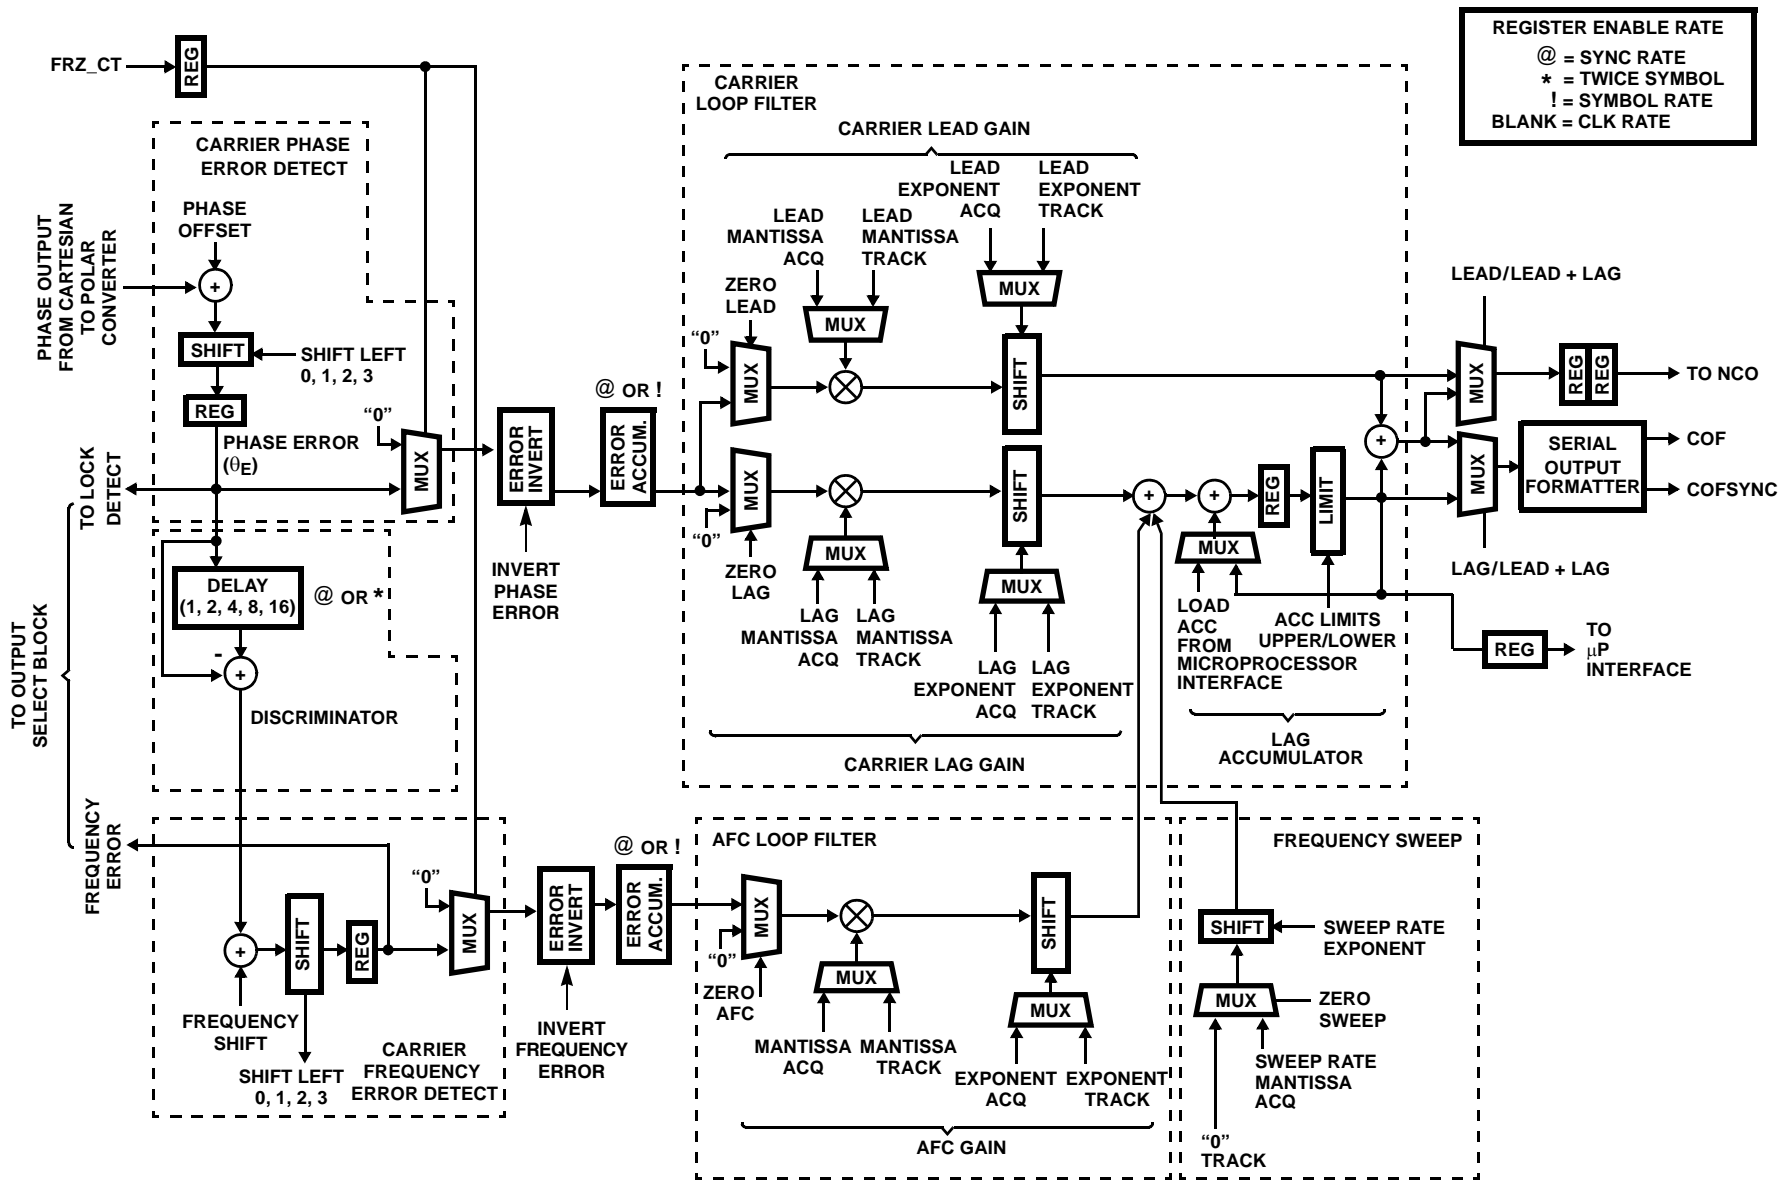 FRZ_CT
REG
CARRIER PHASE
ERROR DETECT
PHASE OUTPUT
FROM CARTESIAN
TO POLAR
CONVERTER
PHASE
OFFSET
+
SHIFT
SHIFT LEFT
0, 1, 2, 3
REG
PHASE ERROR
(θE)
“0”
MUX
TO LOCK
DETECT
TO OUTPUT
SELECT BLOCK
DELAY
(1, 2, 4, 8, 16)
@ OR *
-
+
DISCRIMINATOR
FREQUENCY
ERROR
“0”
MUX
+
SHIFT
REG
FREQUENCY
SHIFT
SHIFT LEFT
0, 1, 2, 3
CARRIER
FREQUENCY
ERROR DETECT
ERROR
INVERT
INVERT
PHASE
ERROR
@ OR !
ERROR
ACCUM.
ERROR
INVERT
INVERT
FREQUENCY
ERROR
@ OR !
ERROR
ACCUM.
CARRIER
LOOP FILTER
CARRIER LEAD GAIN
LEAD
EXPONENT
ACQ
LEAD
EXPONENT
TRACK
LEAD
MANTISSA
ACQ
LEAD
MANTISSA
TRACK
ZERO
LEAD
“0”
MUX
MUX
MUX
SHIFT
MUX
“0”
ZERO
LAG
MUX
LAG
MANTISSA
ACQ
LAG
MANTISSA
TRACK
SHIFT
MUX
LAG
EXPONENT
ACQ
LAG
EXPONENT
TRACK
CARRIER LAG GAIN
+
+
REG
LIMIT
+
MUX
LOAD
ACC
FROM
MICROPROCESSOR
INTERFACE
ACC LIMITS
UPPER/LOWER
LAG
ACCUMULATOR
REGISTER ENABLE RATE
@ = SYNC RATE
* = TWICE SYMBOL
! = SYMBOL RATE
BLANK = CLK RATE
LEAD/LEAD + LAG
MUX
REG
REG
TO NCO
MUX
SERIAL
OUTPUT
FORMATTER
COF
COFSYNC
LAG/LEAD + LAG
REG
TO
µP
INTERFACE
AFC LOOP FILTER
MUX
“0”
ZERO
AFC
MUX
MANTISSA
ACQ
MANTISSA
TRACK
SHIFT
MUX
EXPONENT
ACQ
EXPONENT
TRACK
AFC GAIN
FREQUENCY SWEEP
SHIFT
SWEEP RATE
EXPONENT
MUX
ZERO
SWEEP
SWEEP RATE
MANTISSA
ACQ
“0”
TRACK